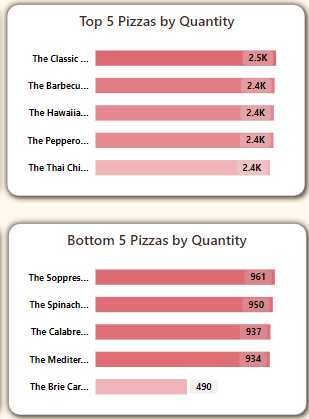 Top 5 Pizzas by Quantity
The Classic ... 2.5K
The Barbecu... 2.4K
The Hawaiia... 2.4K
The Peppero... 2.4K
The Thai Chi... 2.4K
Bottom 5 Pizzas by Quantity
The Soppres... 961
The Spinach... 950
The Calabre... 937
The Mediter... 934
The Brie Car... 490